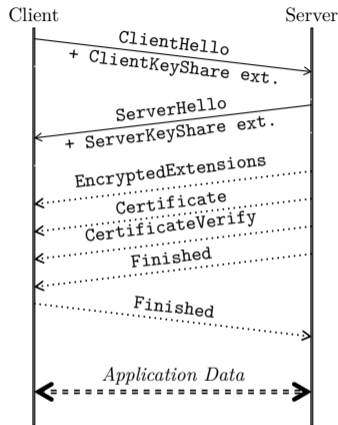 Client Server
ClientHello
+ ClientKeyShare ext.
ServerHello
+ ServerKeyShare ext.
EncryptedExtensions
Certificate
CertificateVerify
Finished
Finished
Application Data